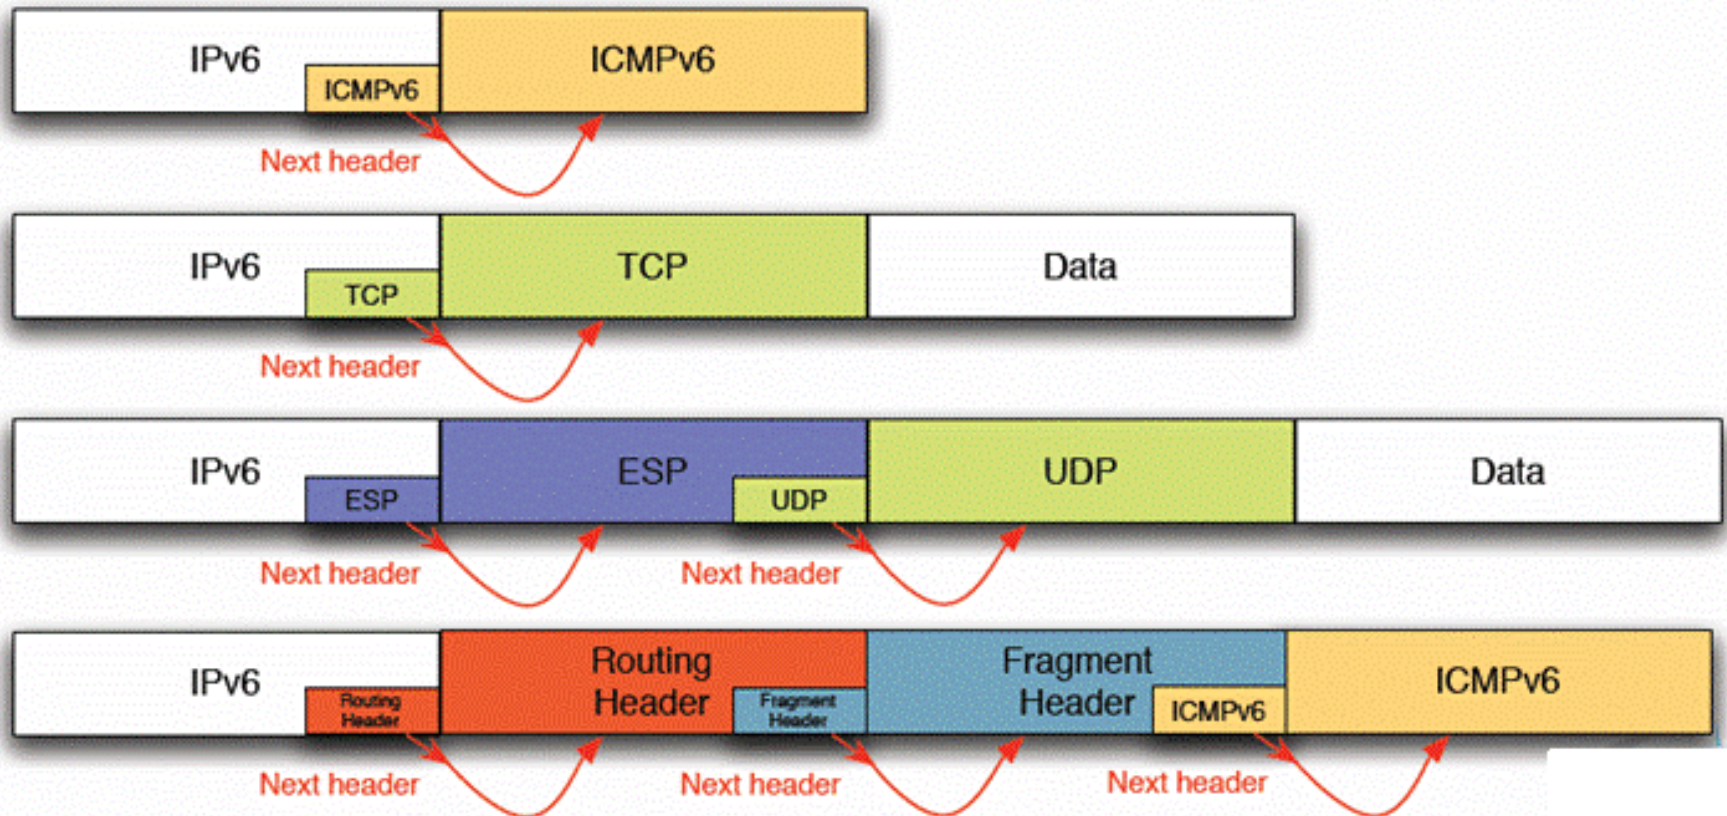 IPv6
ICMPv6
ICMPv6
Next header
IPv6
TCP
TCP
Data
Next header
IPv6
ESP
ESP
UDP
UDP
Data
Next header
Next header
IPv6
Routing
Header
Routing
Header
Fragment
Header
Fragment
Header
ICMPv6
ICMPv6
Next header
Next header
Next header